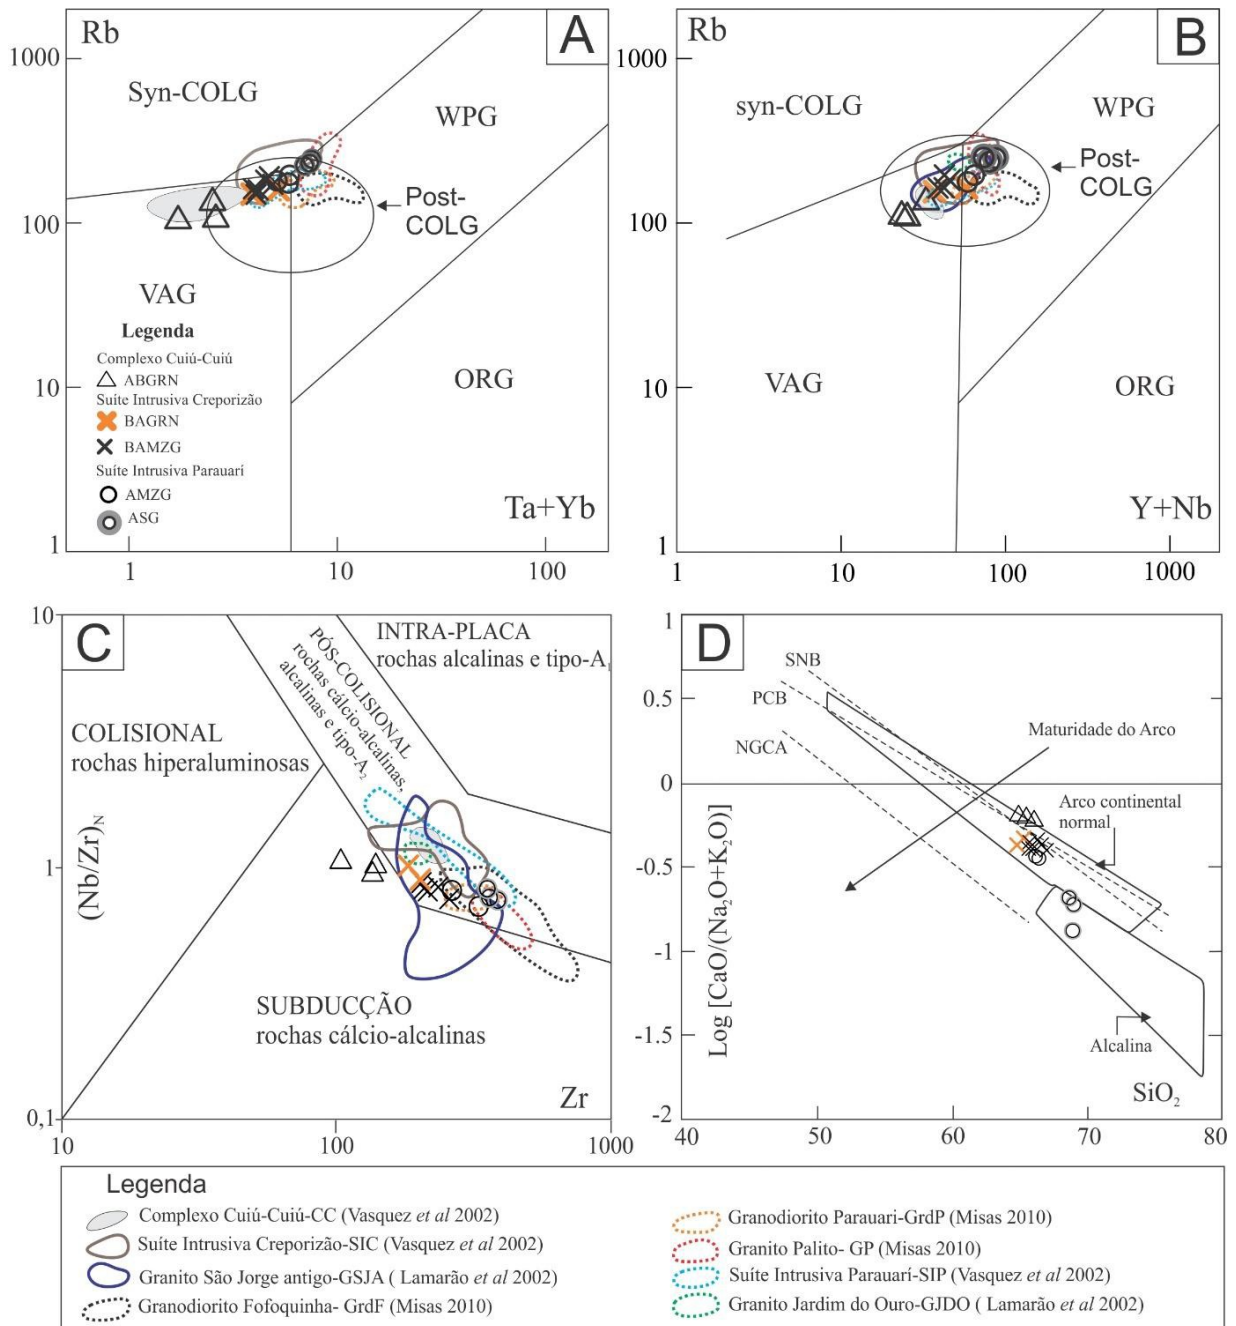 Rb
A
1000
Syn-COLG
WPG
Post-
COLG
100
VAG
Legenda
Complexo Cuiú-Cuiú
ABGRN
Suíte Intrusiva Creporizão
BAGRN
BAMZG
Suíte Intrusiva Parauarí
AMZG
ASG
10
ORG
Ta+Yb
1
1 10 100
Rb
B
1000
syn-COLG
WPG
Post-
COLG
100
10
VAG
ORG
Y+Nb
1
1 10 100 1000
10
C
INTRA-PLACA
rochas alcalinas e tipo-A1
PÓS-COLISIONAL
rochas cálcio-alcalinas,
alcalinas e tipo-A2
COLISIONAL
rochas hiperaluminosas
(Nb/Zr)N
1
SUBDUCÇÃO
rochas cálcio-alcalinas
Zr
0,1
10 100 1000
1
D
SNB
0.5
PCB
Maturidade do Arco
NGCA
0
Arco continental
normal
-0.5
Log [CaO/(Na2O+K2O)]
-1
-1.5
Alcalina
SiO2
-2
40 50 60 70 80
Legenda
Complexo Cuiú-Cuiú-CC (Vasquez et al 2002)
Suíte Intrusiva Creporizão-SIC (Vasquez et al 2002)
Granito São Jorge antigo-GSJA ( Lamarão et al 2002)
Granodiorito Fofoquinha- GrdF (Misas 2010)
Granodiorito Parauari-GrdP (Misas 2010)
Granito Palito- GP (Misas 2010)
Suíte Intrusiva Parauarí-SIP (Vasquez et al 2002)
Granito Jardim do Ouro-GJDO ( Lamarão et al 2002)